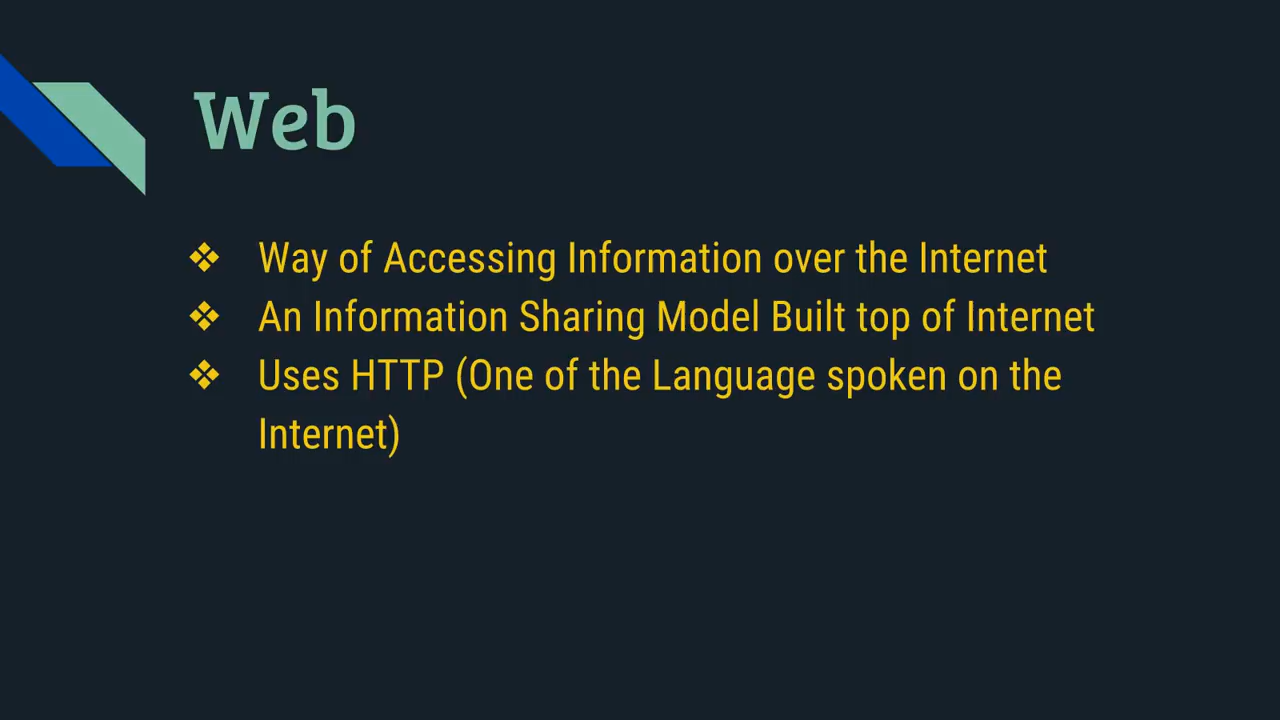 Web
❖ Way of Accessing Information over the Internet
❖ An Information Sharing Model Built top of Internet
❖ Uses HTTP (One of the Language spoken on the
Internet)